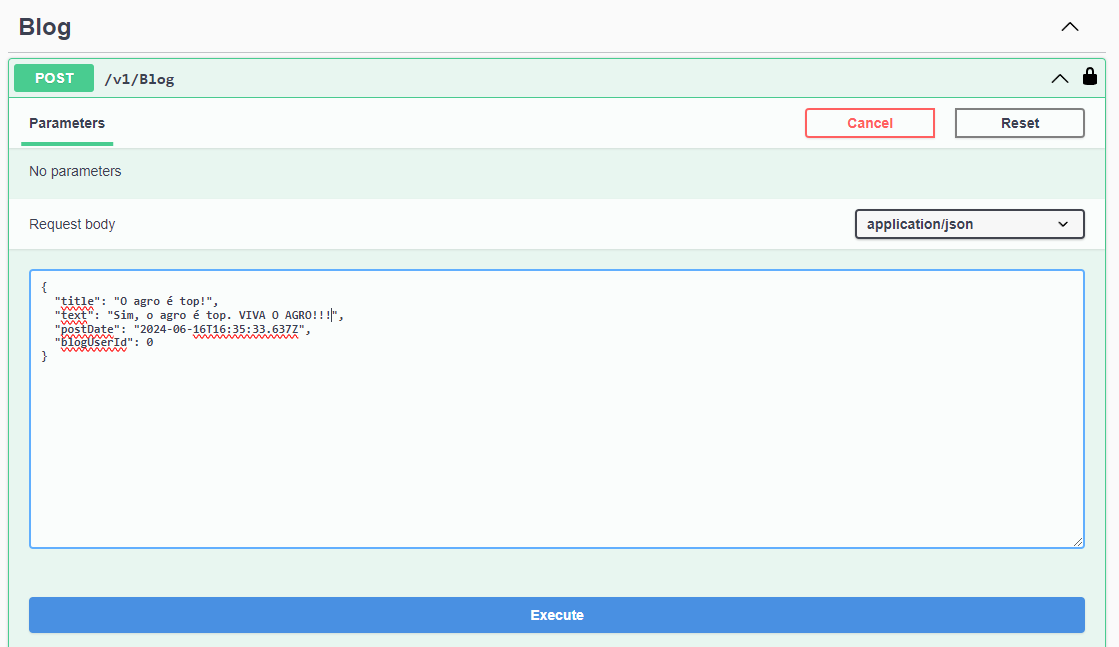 Blog
POST /v1/Blog
Parameters Cancel Reset
No parameters
Request body application/json
{
  "title": "O agro é top!",
  "text": "Sim, o agro é top. VIVA O AGRO!!!",
  "postDate": "2024-06-16T16:35:33.637Z",
  "blogUserId": 0
}
Execute